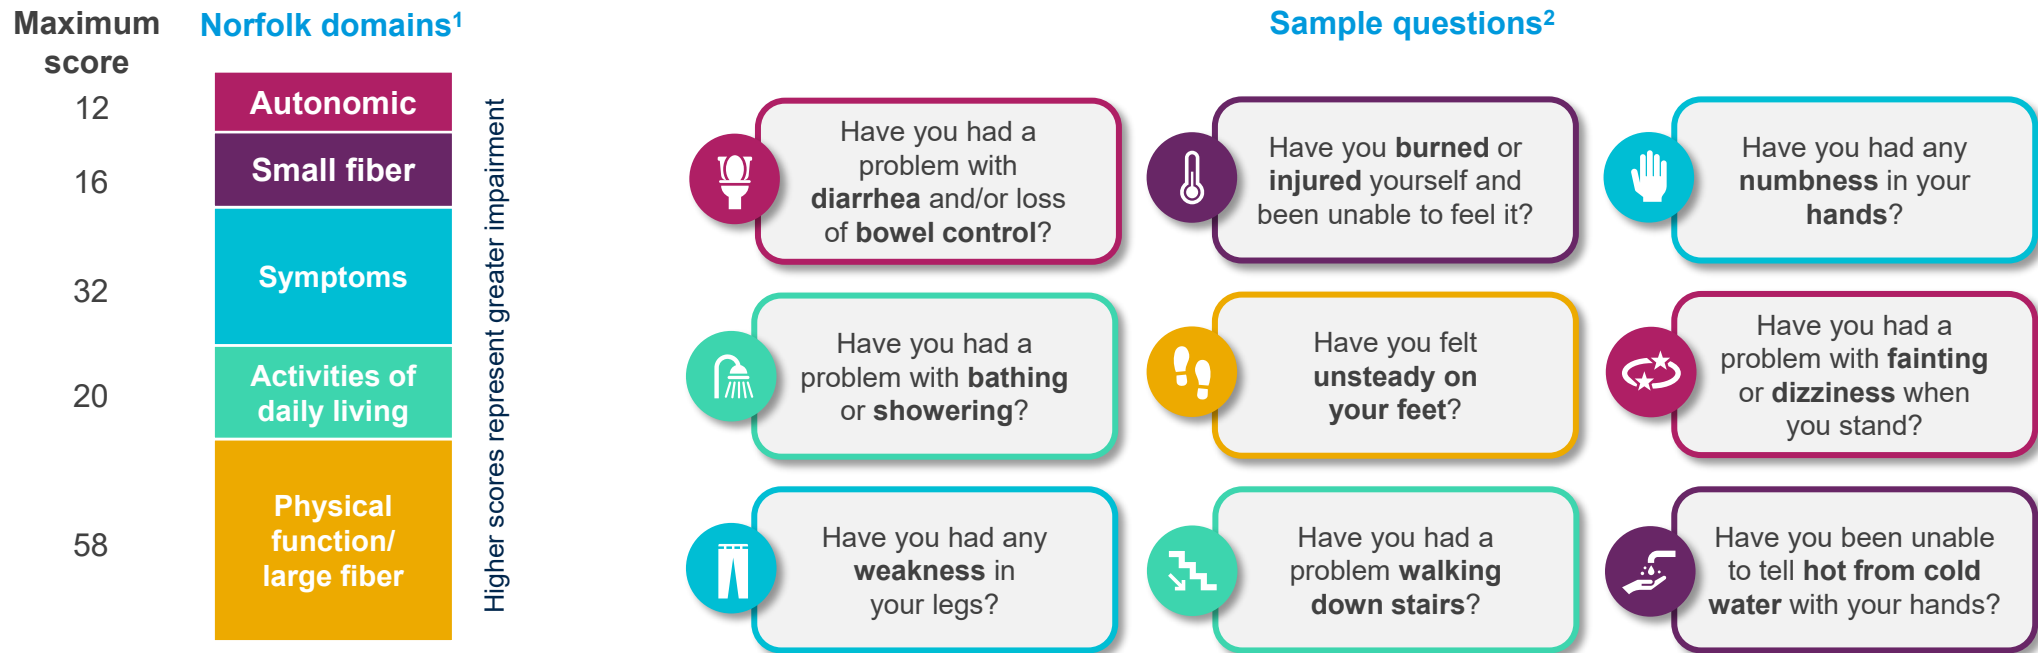 Maximum
score
Norfolk domains1
Sample questions2
12
Autonomic
16
Small fiber
32
Symptoms
20
Activities of
daily living
58
Physical
function/
large fiber
Higher scores represent greater impairment
Have you had a
problem with
diarrhea and/or loss
of bowel control?
Have you burned or
injured yourself and
been unable to feel it?
Have you had any
numbness in your
hands?
Have you had a
problem with bathing
or showering?
Have you felt
unsteady on
your feet?
Have you had a
problem with fainting
or dizziness when
you stand?
Have you had any
weakness in
your legs?
Have you had a
problem walking
down stairs?
Have you been unable
to tell hot from cold
water with your hands?